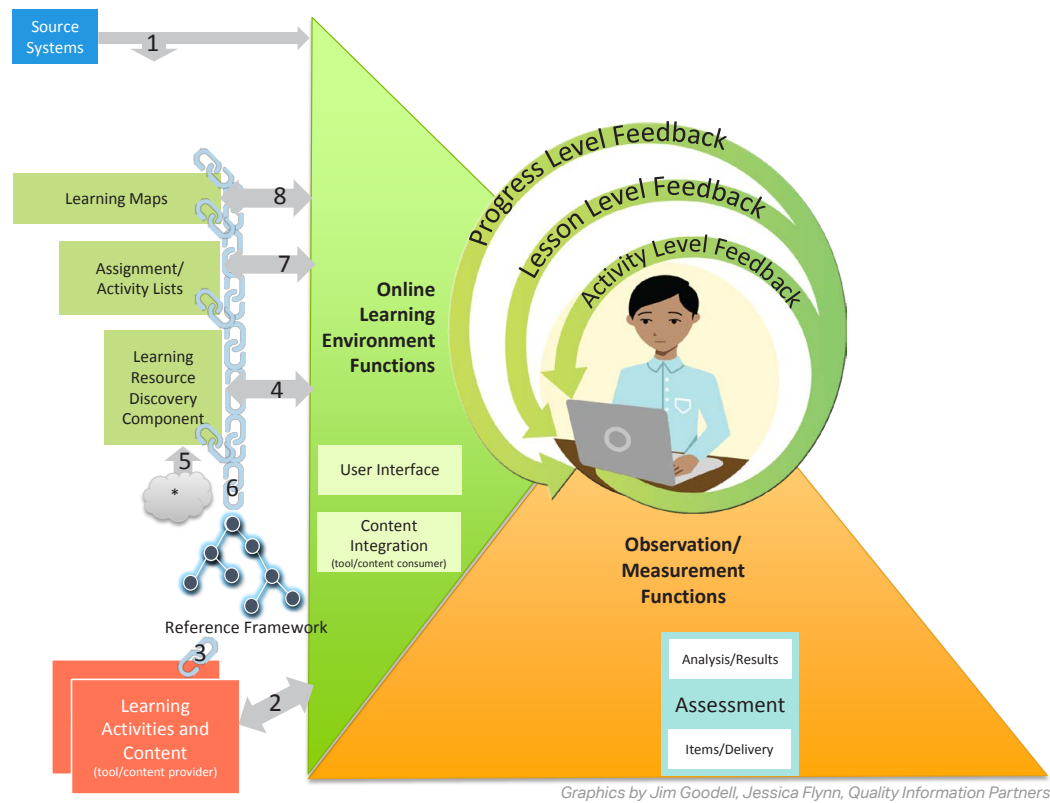 Source
Systems
1
Progress Level Feedback
Lesson Level Feedback
Activity Level Feedback
Learning Maps
8
Assignment/
Activity Lists
7
Online
Learning
Environment
Functions
Learning
Resource
Discovery
Component
4
5
*
6
User Interface
Content
Integration
(tool/content consumer)
Observation/
Measurement
Functions
Reference Framework
3
Learning
Activities and
Content
(tool/content provider)
2
Analysis/Results
Assessment
Items/Delivery
Graphics by Jim Goodell, Jessica Flynn, Quality Information Partners